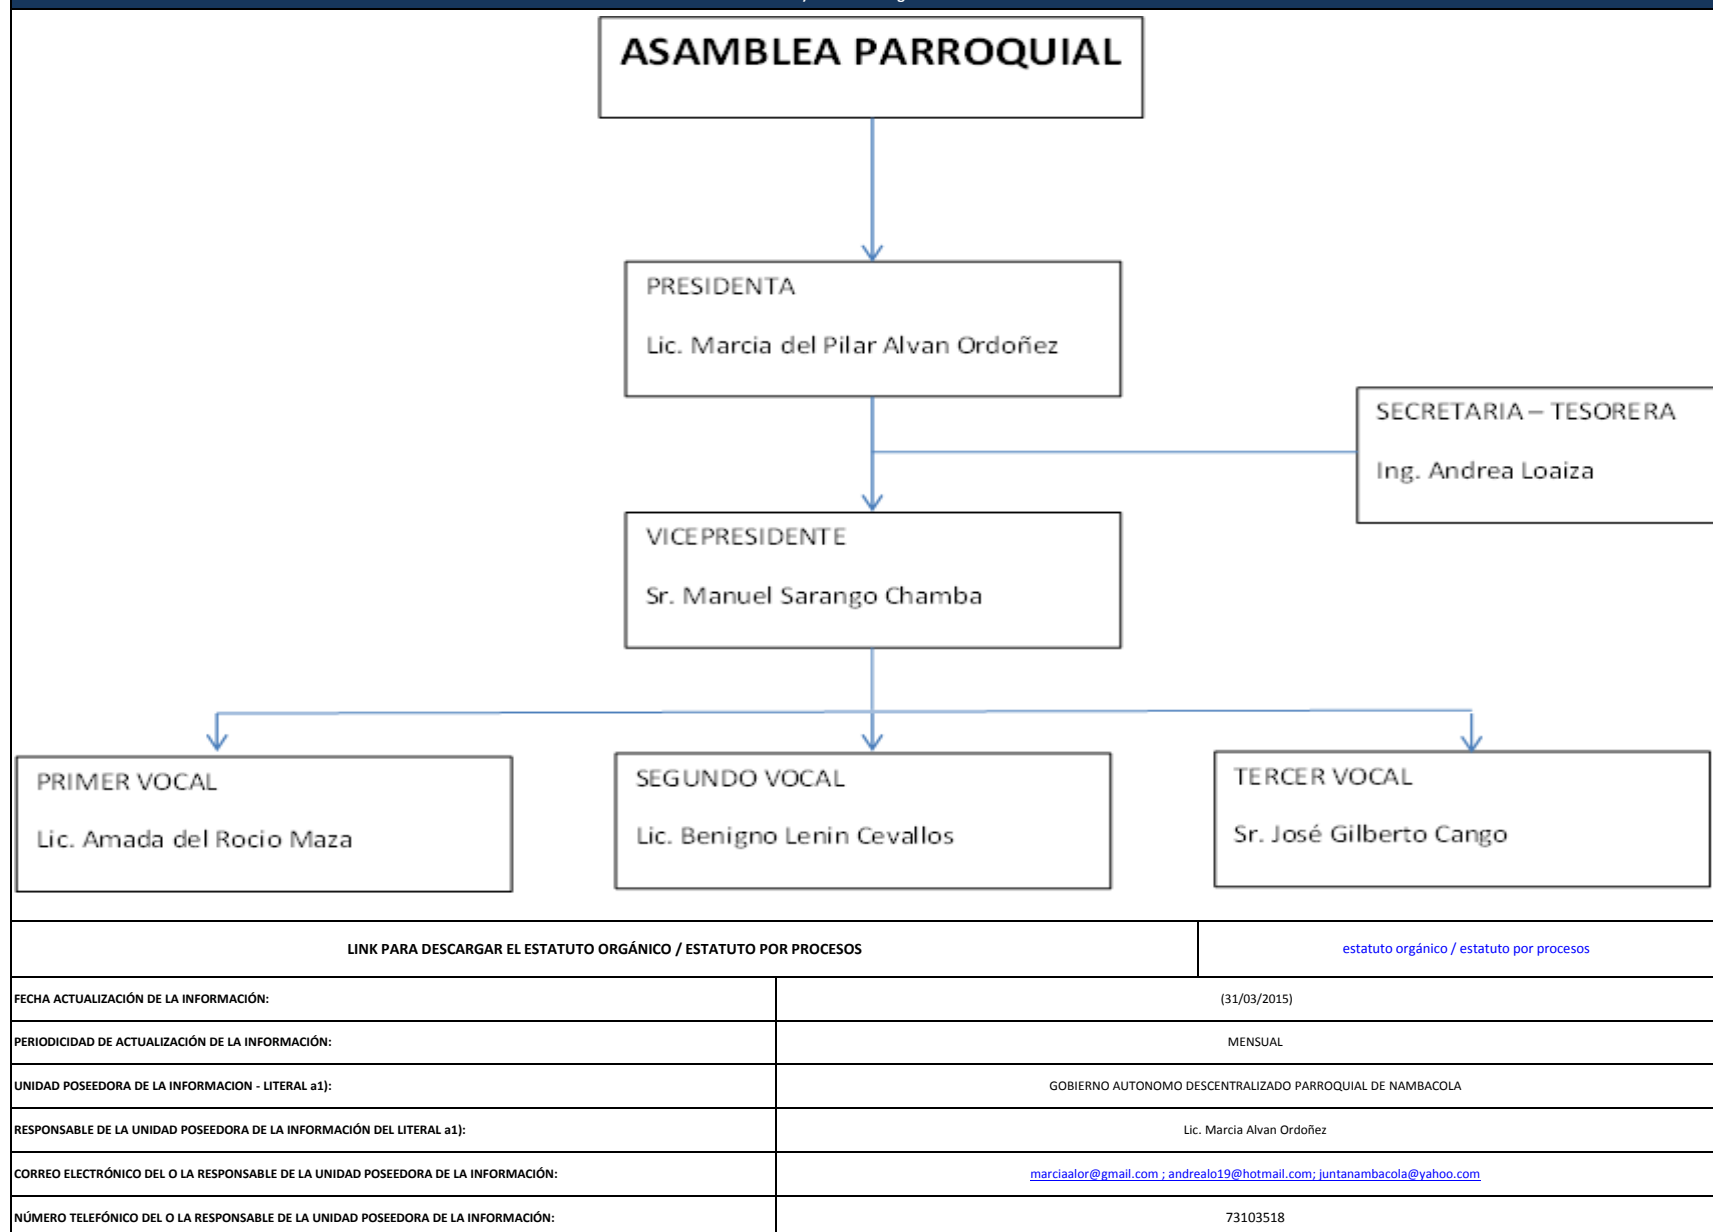 ASAMBLEA PARROQUIAL
PRESIDENTA
Lic. Marcia del Pilar Alvan Ordoñez
SECRETARIA – TESORERA
Ing. Andrea Loaiza
VICEPRESIDENTE
Sr. Manuel Sarango Chamba
PRIMER VOCAL
Lic. Amada del Rocio Maza
SEGUNDO VOCAL
Lic. Benigno Lenin Cevallos
TERCER VOCAL
Sr. José Gilberto Cango
LINK PARA DESCARGAR EL ESTATUTO ORGÁNICO / ESTATUTO POR PROCESOS
estatuto orgánico / estatuto por procesos
FECHA ACTUALIZACIÓN DE LA INFORMACIÓN:
(31/03/2015)
PERIODICIDAD DE ACTUALIZACIÓN DE LA INFORMACIÓN:
MENSUAL
UNIDAD POSEEDORA DE LA INFORMACION - LITERAL a1):
GOBIERNO AUTONOMO DESCENTRALIZADO PARROQUIAL DE NAMBACOLA
RESPONSABLE DE LA UNIDAD POSEEDORA DE LA INFORMACIÓN DEL LITERAL a1):
Lic. Marcia Alvan Ordoñez
CORREO ELECTRÓNICO DEL O LA RESPONSABLE DE LA UNIDAD POSEEDORA DE LA INFORMACIÓN:
marciaalor@gmail.com ; andrealo19@hotmail.com; juntanambacola@yahoo.com
NÚMERO TELEFÓNICO DEL O LA RESPONSABLE DE LA UNIDAD POSEEDORA DE LA INFORMACIÓN:
73103518